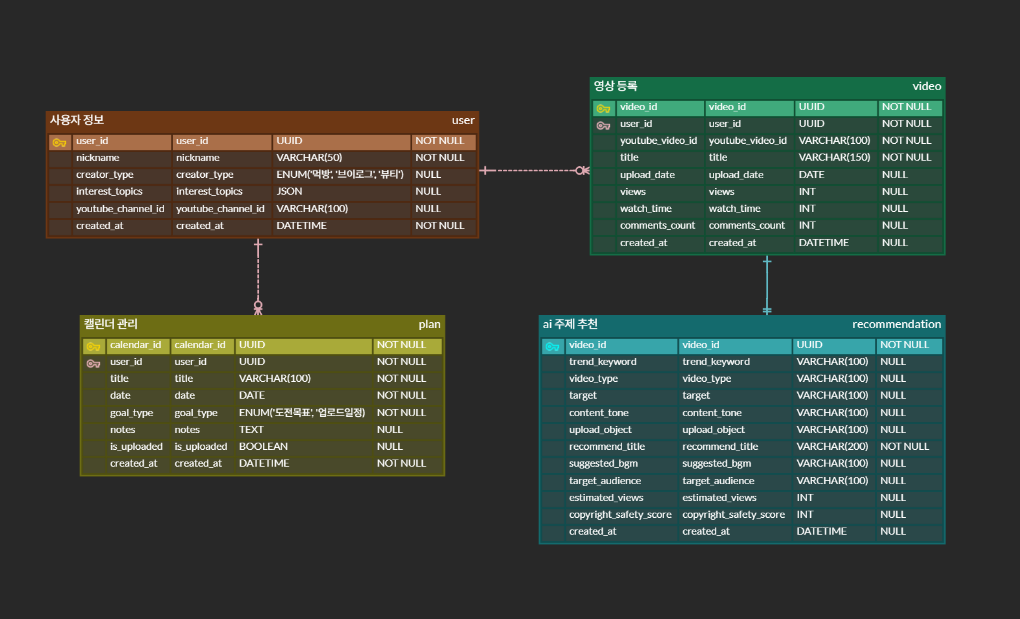 사용자 정보 user
user_id user_id UUID NOT NULL
nickname nickname VARCHAR(50) NOT NULL
creator_type creator_type ENUM('먹방', '브이로그', '뷰티') NULL
interest_topics interest_topics JSON NULL
youtube_channel_id youtube_channel_id VARCHAR(100) NULL
created_at created_at DATETIME NOT NULL
영상 등록 video
video_id video_id UUID NOT NULL
user_id user_id UUID NOT NULL
youtube_video_id youtube_video_id VARCHAR(100) NOT NULL
title title VARCHAR(150) NOT NULL
upload_date upload_date DATE NULL
views views INT NULL
watch_time watch_time INT NULL
comments_count comments_count INT NULL
created_at created_at DATETIME NULL
캘린더 관리 plan
calendar_id calendar_id UUID NOT NULL
user_id user_id UUID NOT NULL
title title VARCHAR(100) NOT NULL
date date DATE NOT NULL
goal_type goal_type ENUM('도전목표', '업로드일정) NOT NULL
notes notes TEXT NULL
is_uploaded is_uploaded BOOLEAN NULL
created_at created_at DATETIME NOT NULL
ai 주제 추천 recommendation
video_id video_id UUID NOT NULL
trend_keyword trend_keyword VARCHAR(100) NULL
video_type video_type VARCHAR(100) NULL
target target VARCHAR(100) NULL
content_tone content_tone VARCHAR(100) NULL
upload_object upload_object VARCHAR(100) NULL
recommend_title recommend_title VARCHAR(200) NOT NULL
suggested_bgm suggested_bgm VARCHAR(100) NULL
target_audience target_audience VARCHAR(100) NULL
estimated_views estimated_views INT NULL
copyright_safety_score copyright_safety_score INT NULL
created_at created_at DATETIME NULL